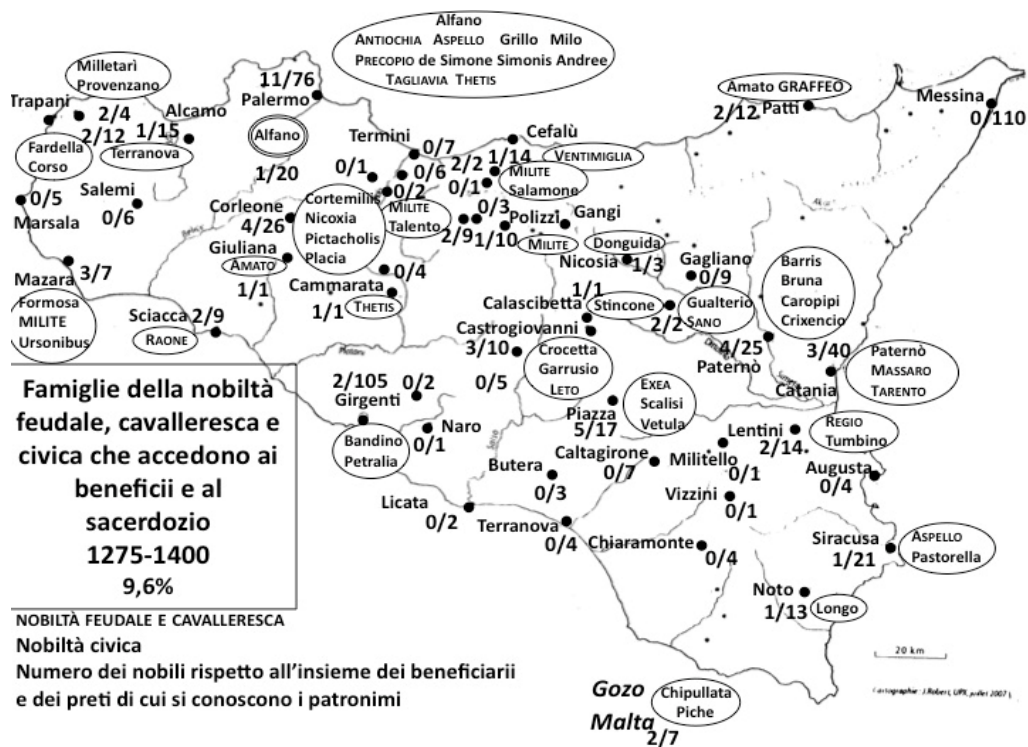 Alfano
ANTIOCHIA ASPELLO Grillo Milo
PRECOPIO de Simone Simonis Andree
TAGLIAVIA THETIS
Milletarì
Provenzano
11/76
Palermo
Alfano
1/20
Trapani
2/4
2/12
Fardella
Corso
Alcamo
1/15
Terranova
0/5
Marsala
Salemi
0/6
Mazara
3/7
Formosa
MILITE
Ursonibus
Sciacca 2/9
RAONE
Corleone
4/26
Giuliana
AMATO
1/1
Cortemiliis
Nicoxia
Pictacholis
Placia
Termini
0/7
0/1
0/6
0/2
MILITE
Talento
0/4
Cammarata
1/1
THETIS
Cefalù
1/14
VENTIMIGLIA
2/2
0/1
MILITE
Salamone
0/3
2/9
1/10
Polizzi
MILITE
Gangi
Donguida
Nicosia
1/3
Amato GRAFFEO
2/12
Patti
Messina
0/110
Gagliano
0/9
1/1
Calascibetta
Stincone
2/2
Gualterio
SANO
Barris
Bruna
Caropipi
Crixencio
4/25
Paternò
3/40
Catania
Paternò
MASSARO
TARENTO
Castrogiovanni
3/10
Crocetta
Garrusio
LETO
0/5
Piazza
5/17
EXEA
Scalisi
Vetula
2/105
Girgenti
Bandino
Petralia
0/2
Naro
0/1
Licata
0/2
Butera
0/3
Terranova
0/4
Caltagirone
0/7
Militello
0/1
Vizzini
0/1
Lentini
2/14
REGIO
Tumbino
Augusta
0/4
Chiaramonte
0/4
Siracusa
1/21
ASPELLO
Pastorella
Noto
1/13
Longo
Gozo
Malta
2/7
Chipullata
Piche
Salso
20 km
Cartographie : J.Robert, UPX, juillet 2007
Famiglie della nobiltà
feudale, cavalleresca e
civica che accedono ai
beneficii e al
sacerdozio
1275-1400
9,6%
NOBILTÀ FEUDALE E CAVALLERESCA
Nobiltà civica
Numero dei nobili rispetto all'insieme dei beneficiarii
e dei preti di cui si conoscono i patronimi